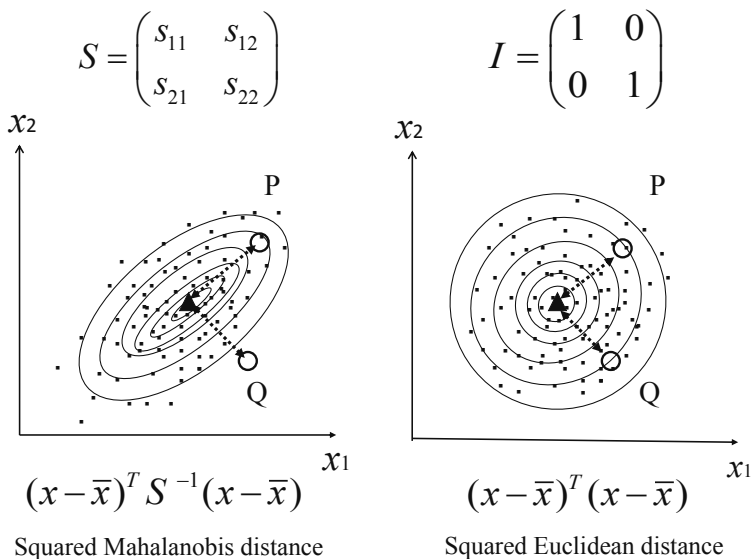 S = ( s11 s12
s21 s22 )
I = ( 1 0
0 1 )
x2
P
Q
x1
x2
P
Q
x1
(x − x̄)ᵀ S⁻¹ (x − x̄)
(x − x̄)ᵀ (x − x̄)
Squared Mahalanobis distance
Squared Euclidean distance